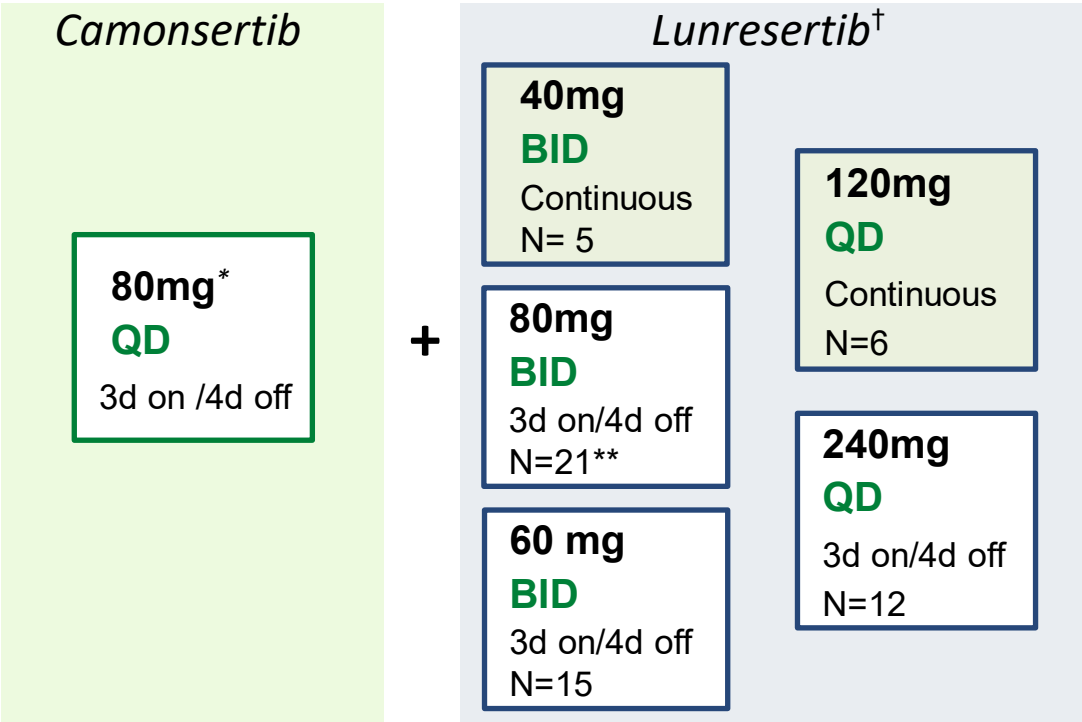 Camonsertib
80mg*
QD
3d on /4d off
+
Lunresertib†
40mg
BID
Continuous
N= 5
80mg
BID
3d on/4d off
N=21**
60 mg
BID
3d on/4d off
N=15
120mg
QD
Continuous
N=6
240mg
QD
3d on/4d off
N=12